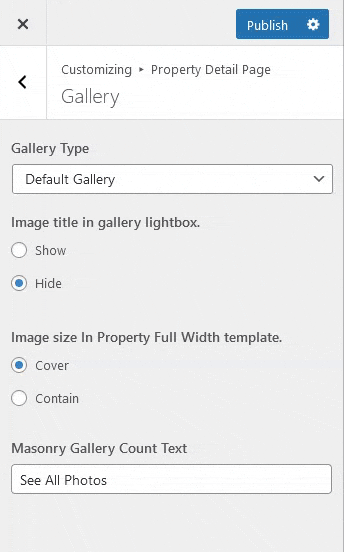 Publish
Customizing ▸ Property Detail Page
Gallery
Gallery Type
Default Gallery
Image title in gallery lightbox.
Show
Hide
Image size In Property Full Width template.
Cover
Contain
Masonry Gallery Count Text
See All Photos